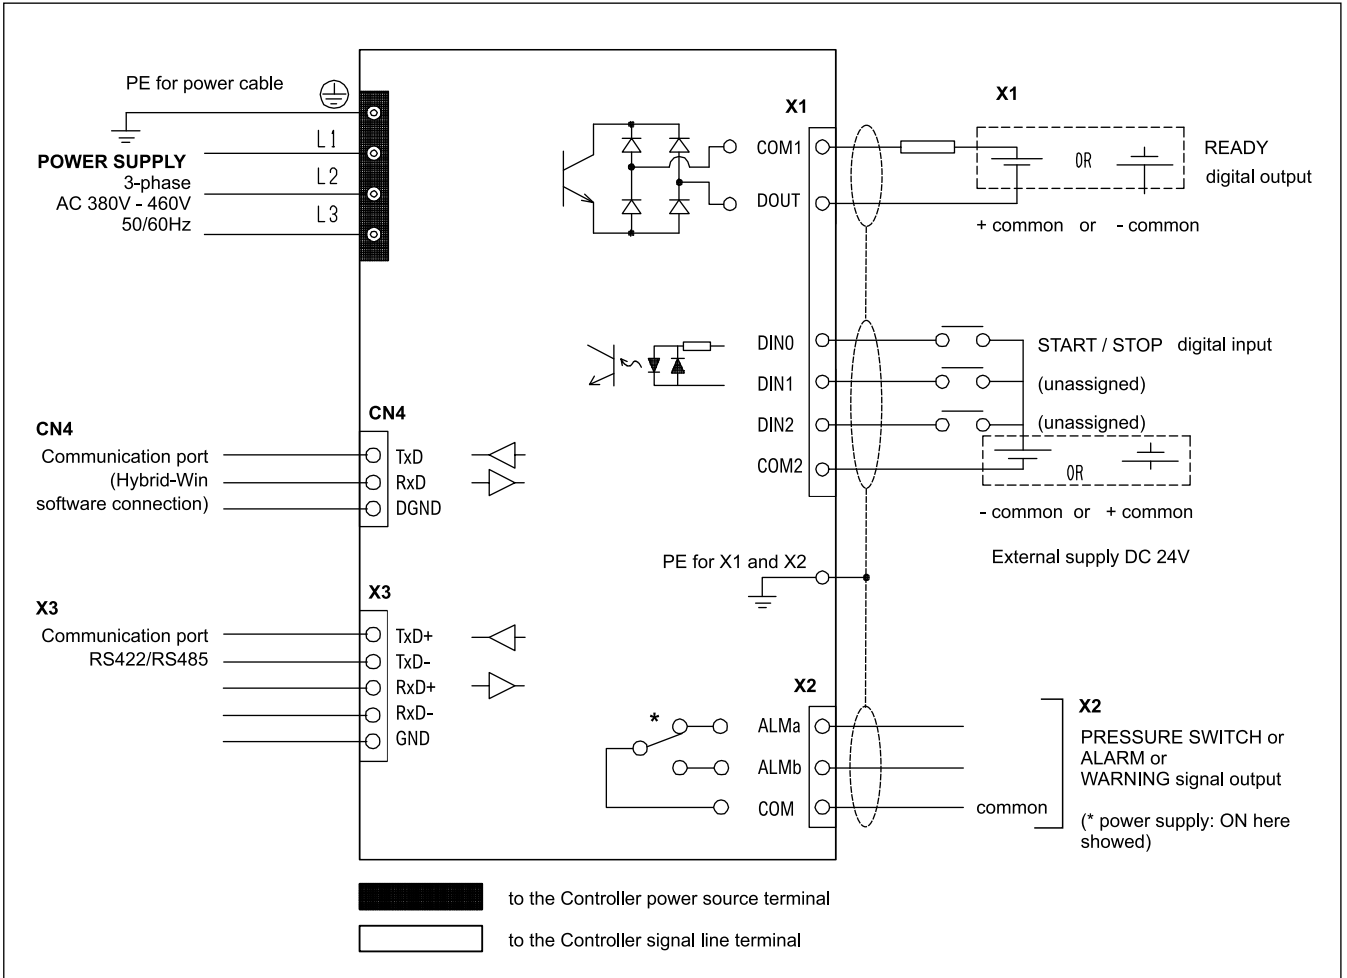 PE for power cable
L1
POWER SUPPLY
3-phase
AC 380V - 460V
50/60Hz
L2
L3
X1
COM1
DOUT
X1
OR
READY
digital output
+ common or - common
DIN0
DIN1
DIN2
COM2
START / STOP digital input
(unassigned)
(unassigned)
OR
- common or + common
External supply DC 24V
CN4
Communication port
(Hybrid-Win
software connection)
CN4
TxD
RxD
DGND
PE for X1 and X2
X3
Communication port
RS422/RS485
X3
TxD+
TxD-
RxD+
RxD-
GND
X2
*
ALMa
ALMb
COM
common
X2
PRESSURE SWITCH or
ALARM or
WARNING signal output
(* power supply: ON here
showed)
to the Controller power source terminal
to the Controller signal line terminal